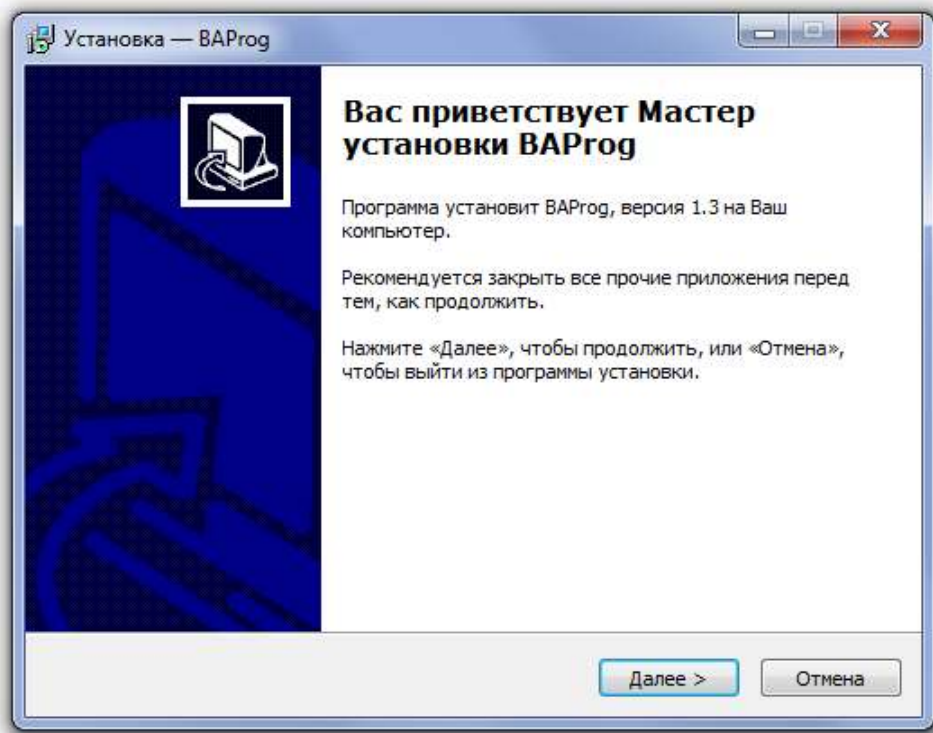 Установка — BAProg
Вас приветствует Мастер
установки BAProg
Программа установит BAProg, версия 1.3 на Ваш
компьютер.
Рекомендуется закрыть все прочие приложения перед
тем, как продолжить.
Нажмите «Далее», чтобы продолжить, или «Отмена»,
чтобы выйти из программы установки.
Далее >
Отмена